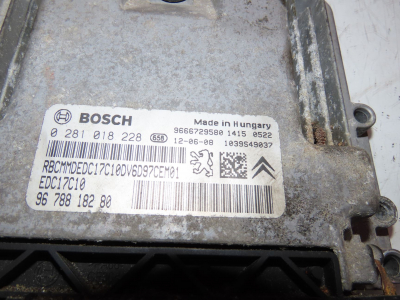 BOSCH
Made in Hungary
0 281 018 228 658
9666729580 1415 0522
12-06-08 1039S49037
RBCMMDEDC17C10DV6D97CEM01
EDC17C10
96 788 182 80